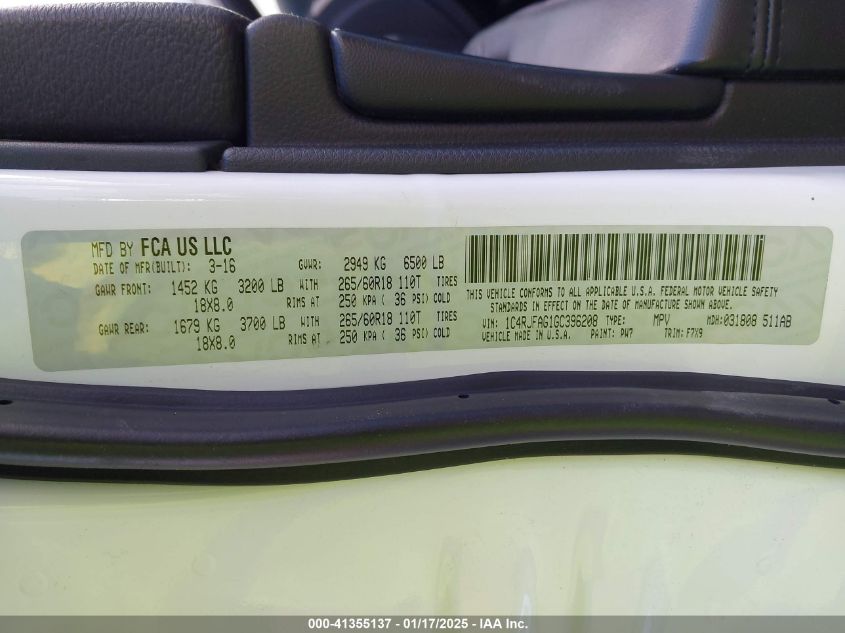 MFD BY FCA US LLC
DATE OF MFR(BUILT): 3-16 GVWR: 2949 KG 6500 LB
GAWR FRONT: 1452 KG 3200 LB WITH 265/60R18 110T TIRES
18X8.0 RIMS AT 250 KPA ( 36 PSI) COLD
GAWR REAR: 1679 KG 3700 LB WITH 265/60R18 110T TIRES
18X8.0 RIMS AT 250 KPA ( 36 PSI) COLD
THIS VEHICLE CONFORMS TO ALL APPLICABLE U.S.A. FEDERAL MOTOR VEHICLE SAFETY
STANDARDS IN EFFECT ON THE DATE OF MANUFACTURE SHOWN ABOVE.
VIN: 1C4RJFAG1GC396208 TYPE: MPV MDH: 031808 511AB
VEHICLE MADE IN U.S.A. PAINT: PW7 TRIM: F7X9
000-41355137 - 01/17/2025 - IAA Inc.